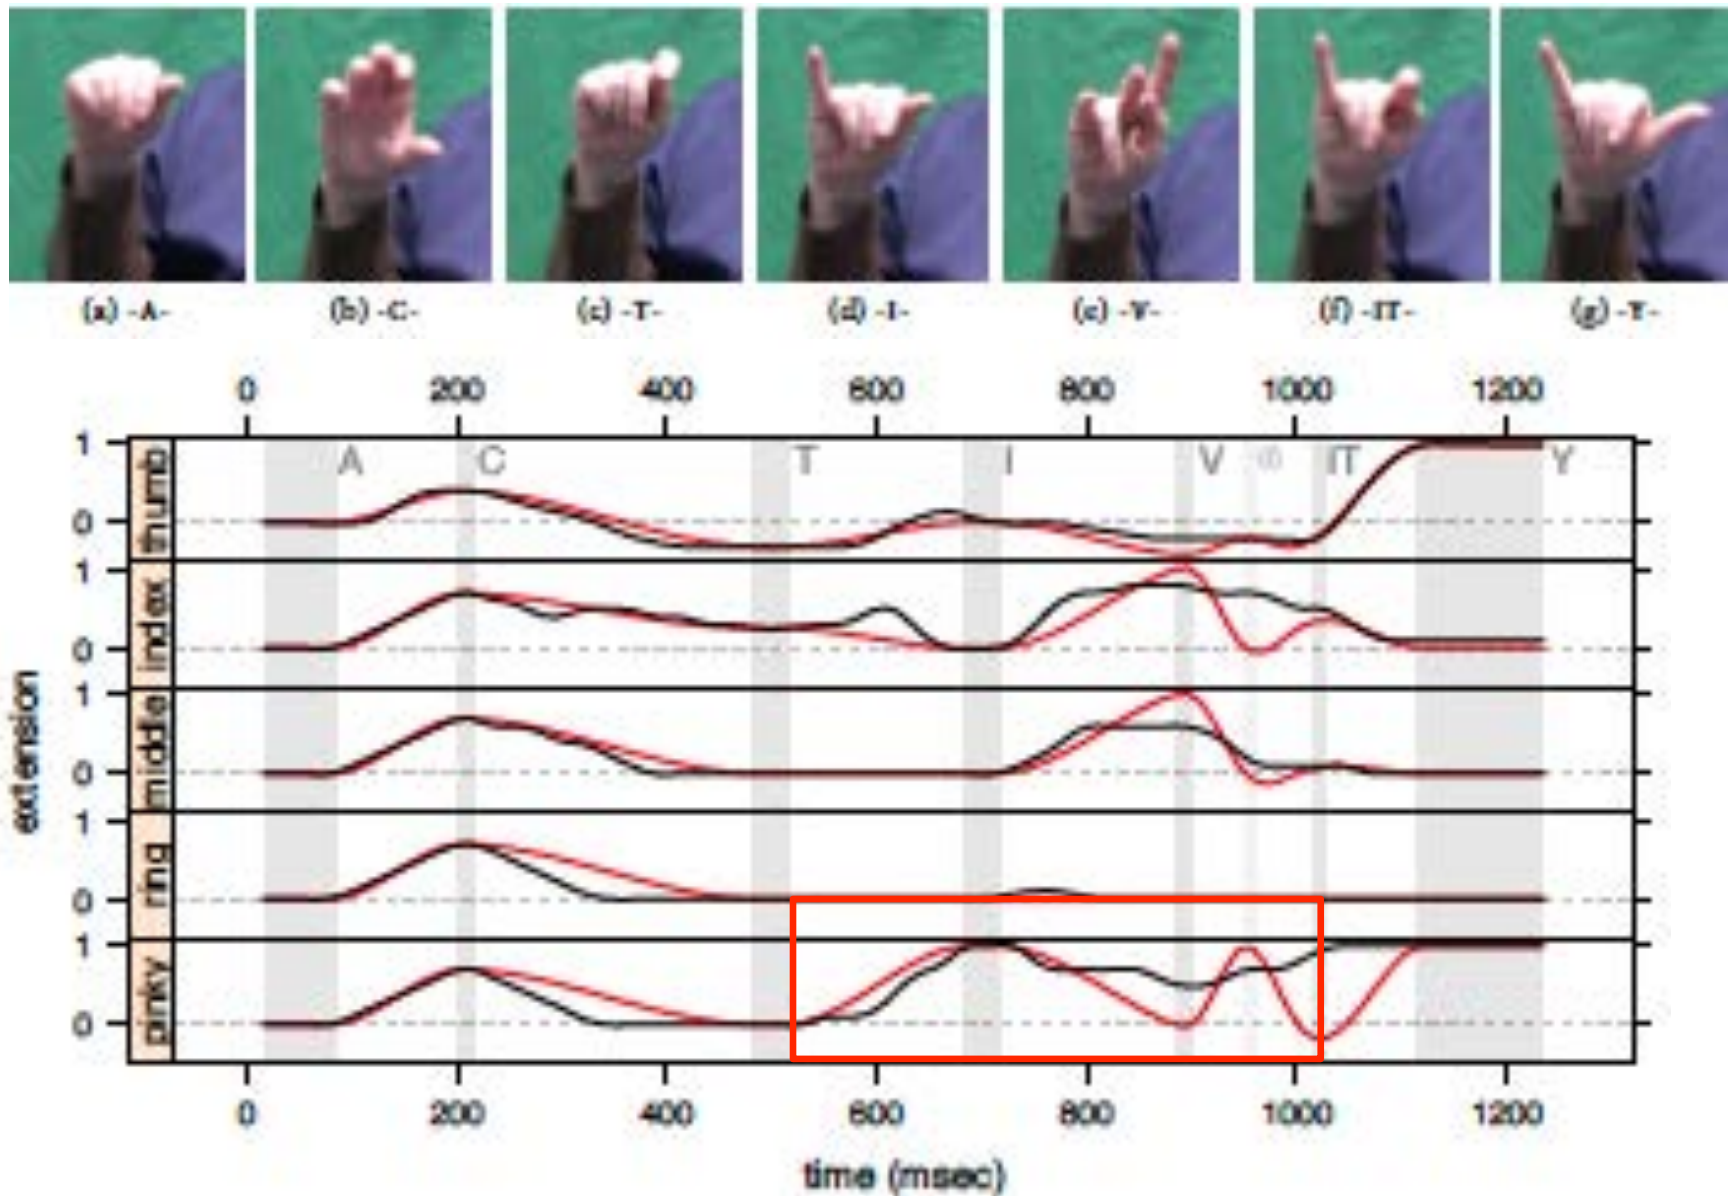 (a) -A- (b) -C- (c) -T- (d) -I- (e) -V- (f) -IT- (g) -Y-
0 200 400 600 800 1000 1200
A C T I V IT Y
thumb
1
0
index
1
0
middle
1
0
ring
1
0
pinky
1
0
extension
0 200 400 600 800 1000 1200
time (msec)